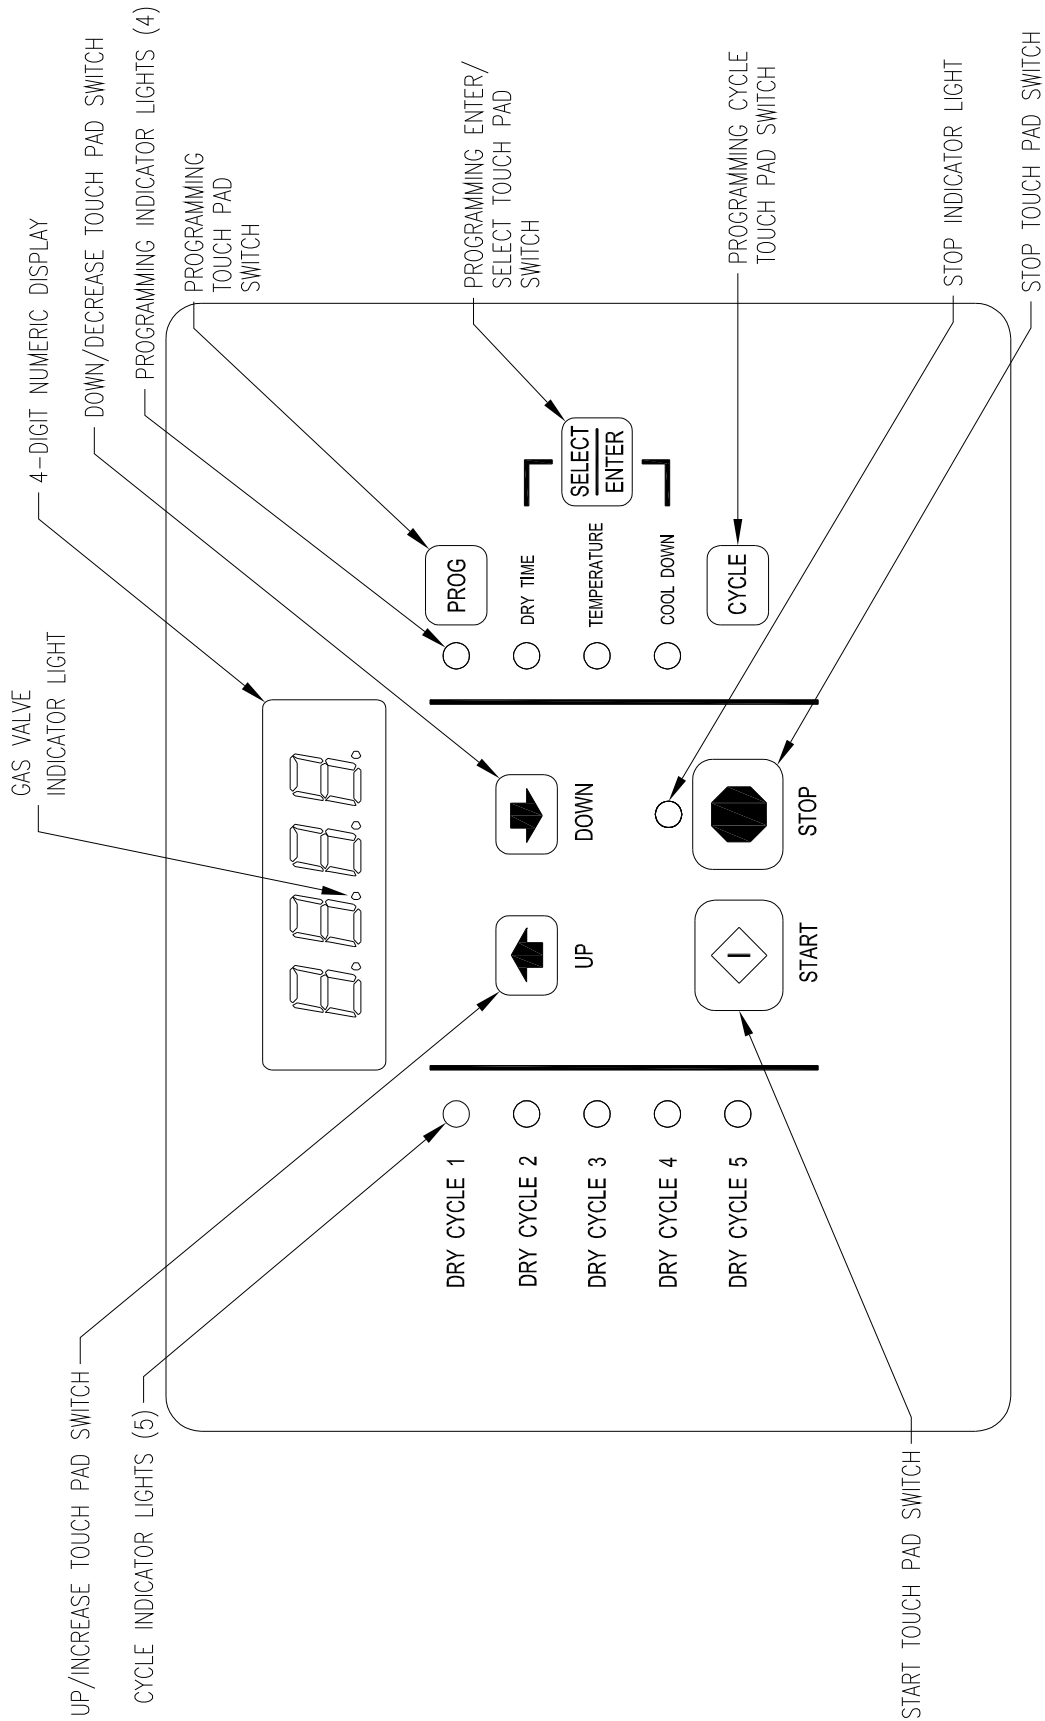 GAS VALVE
INDICATOR LIGHT
4-DIGIT NUMERIC DISPLAY
UP/INCREASE TOUCH PAD SWITCH
DOWN/DECREASE TOUCH PAD SWITCH
CYCLE INDICATOR LIGHTS (5)
PROGRAMMING INDICATOR LIGHTS (4)
PROGRAMMING
TOUCH PAD
SWITCH
DRY CYCLE 1
DRY CYCLE 2
DRY CYCLE 3
DRY CYCLE 4
DRY CYCLE 5
UP
DOWN
START
STOP
PROG
DRY TIME
TEMPERATURE
COOL DOWN
SELECT
ENTER
CYCLE
PROGRAMMING ENTER/
SELECT TOUCH PAD
SWITCH
PROGRAMMING CYCLE
TOUCH PAD SWITCH
START TOUCH PAD SWITCH
STOP INDICATOR LIGHT
STOP TOUCH PAD SWITCH